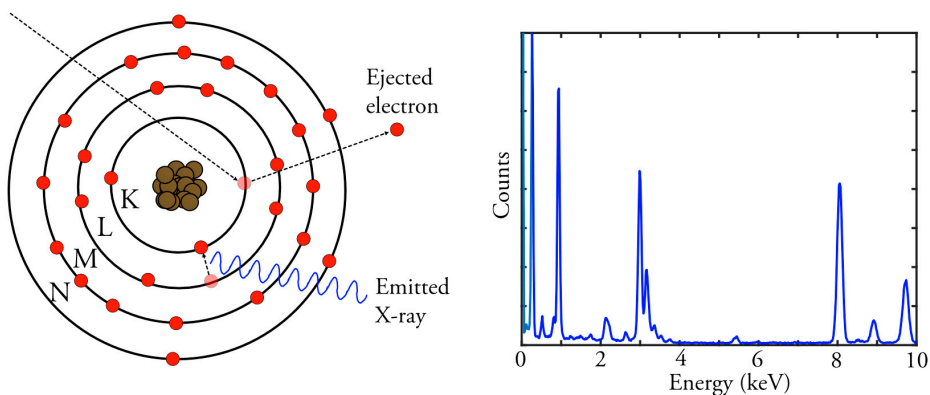 Ejected
electron
K
L
M
N
Emitted
X-ray
Counts
0
2
4
6
8
10
Energy (keV)